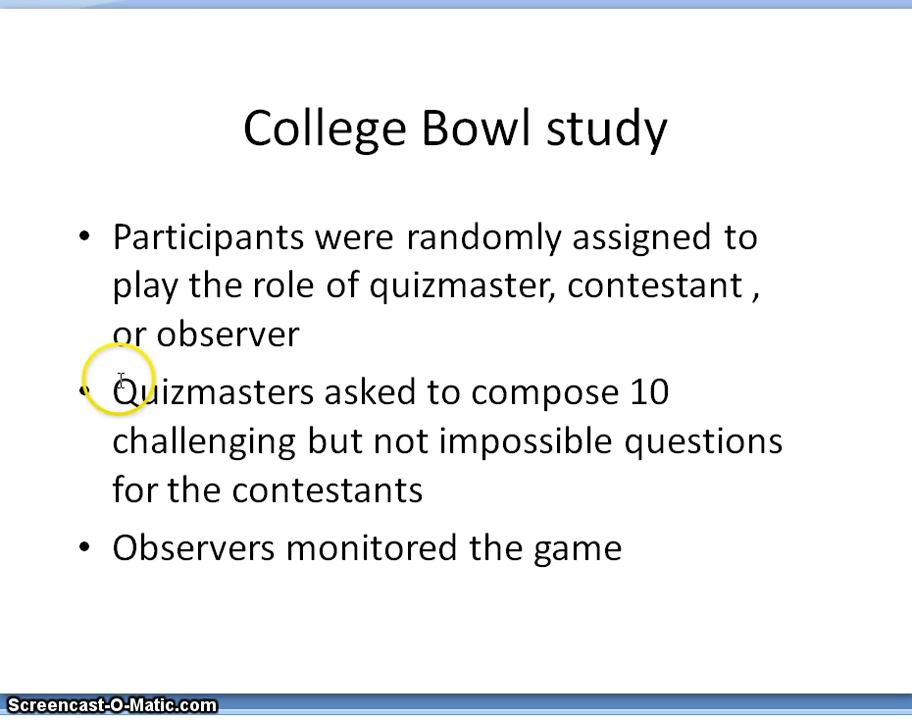 College Bowl study
• Participants were randomly assigned to
play the role of quizmaster, contestant ,
or observer
• Quizmasters asked to compose 10
challenging but not impossible questions
for the contestants
• Observers monitored the game
Screencast-O-Matic.com